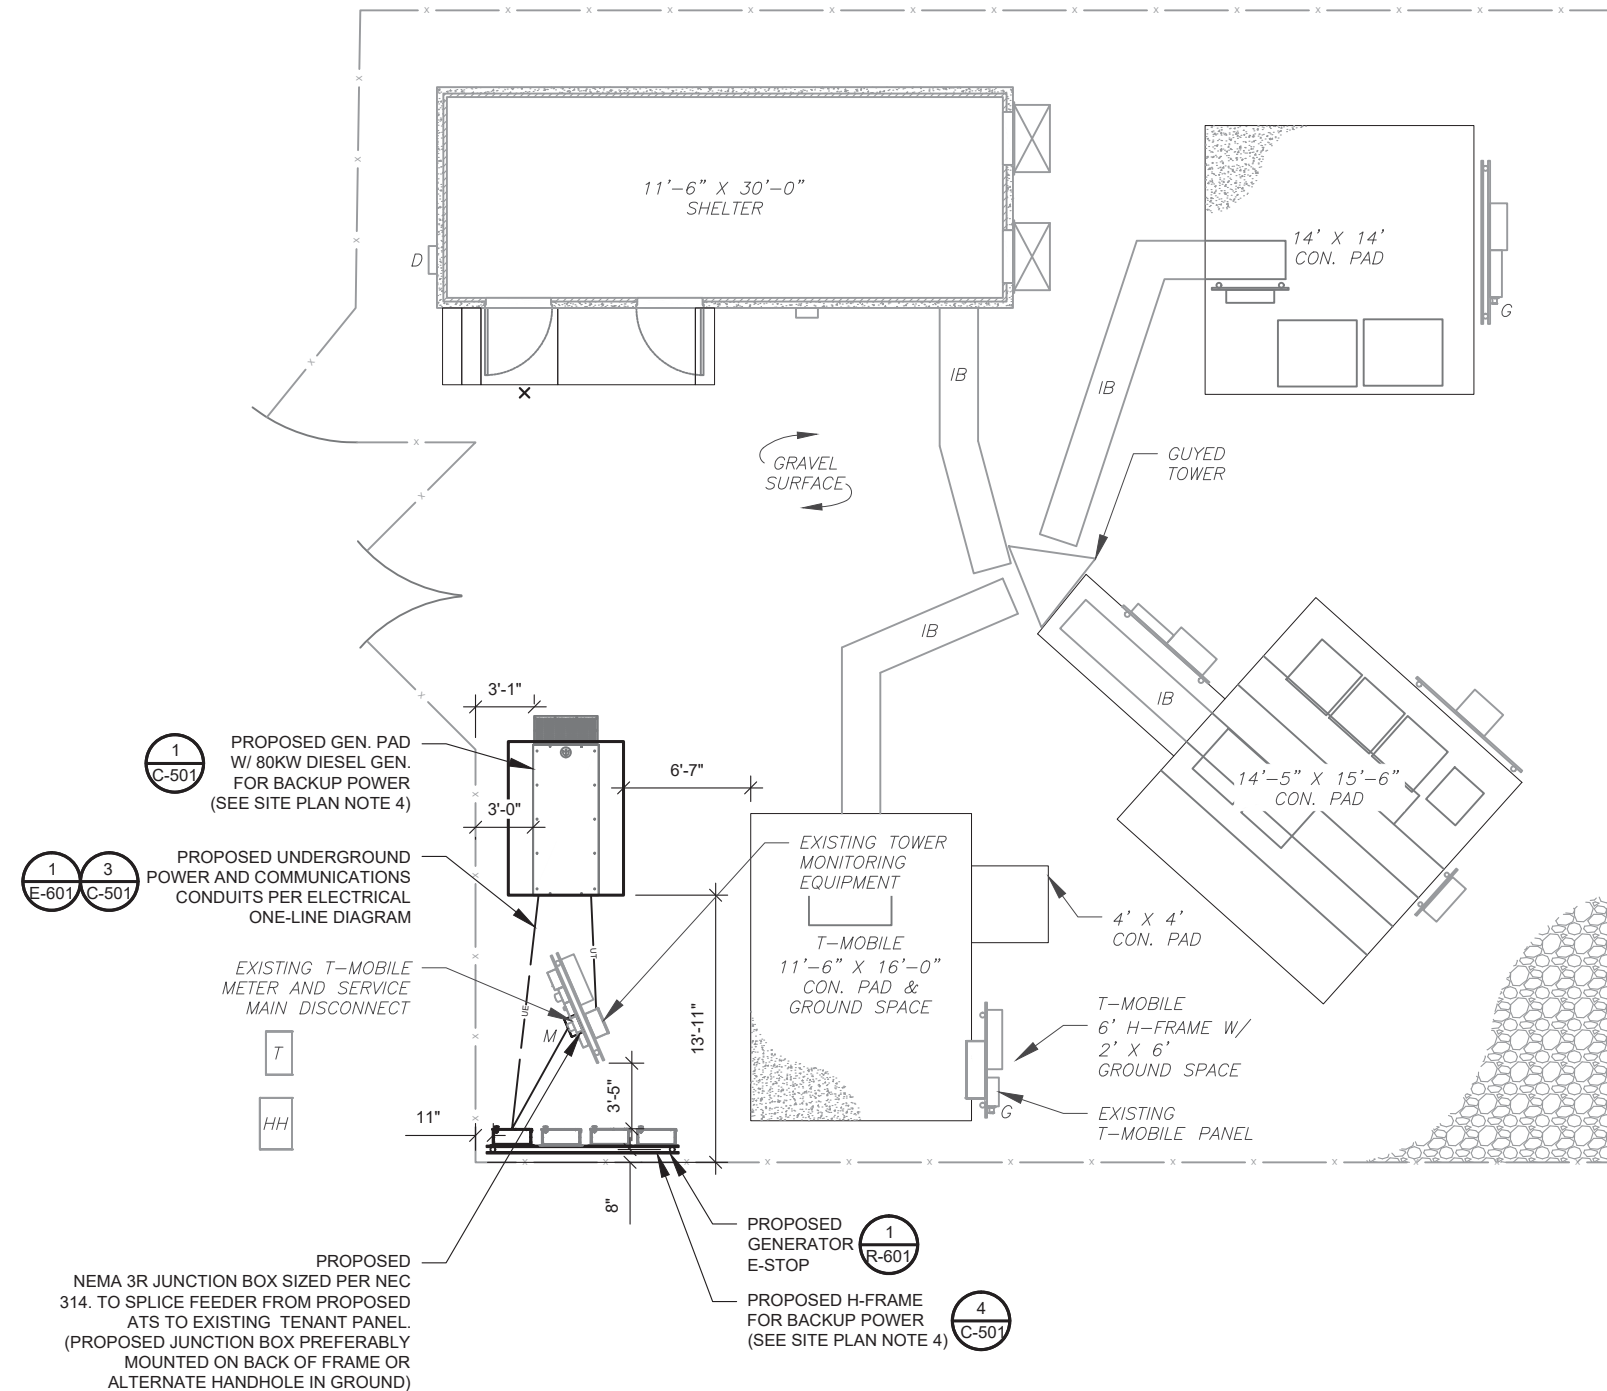 11'-6" X 30'-0"
SHELTER
D
14' X 14'
CON. PAD
G
IB
IB
GRAVEL
SURFACE
GUYED
TOWER
IB
IB
14'-5" X 15'-6"
CON. PAD
3'-1"
1
C-501
PROPOSED GEN. PAD
W/ 80KW DIESEL GEN.
FOR BACKUP POWER
(SEE SITE PLAN NOTE 4)
6'-7"
3'-0"
1
E-601
3
C-501
PROPOSED UNDERGROUND
POWER AND COMMUNICATIONS
CONDUITS PER ELECTRICAL
ONE-LINE DIAGRAM
EXISTING TOWER
MONITORING
EQUIPMENT
T-MOBILE
11'-6" X 16'-0"
CON. PAD &
GROUND SPACE
4' X 4'
CON. PAD
EXISTING T-MOBILE
METER AND SERVICE
MAIN DISCONNECT
UT
UE
M
T
HH
13'-11"
3'-5"
11"
8"
T-MOBILE
6' H-FRAME W/
2' X 6'
GROUND SPACE
G
EXISTING
T-MOBILE PANEL
PROPOSED
GENERATOR
E-STOP
1
R-601
PROPOSED H-FRAME
FOR BACKUP POWER
(SEE SITE PLAN NOTE 4)
4
C-501
PROPOSED
NEMA 3R JUNCTION BOX SIZED PER NEC
314. TO SPLICE FEEDER FROM PROPOSED
ATS TO EXISTING TENANT PANEL.
(PROPOSED JUNCTION BOX PREFERABLY
MOUNTED ON BACK OF FRAME OR
ALTERNATE HANDHOLE IN GROUND)